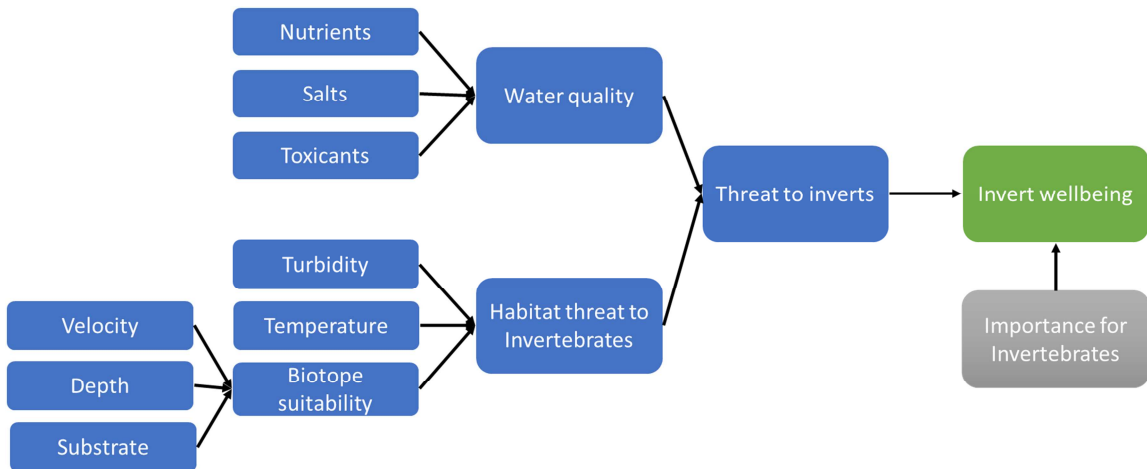 Nutrients
Salts
Toxicants
Water quality
Threat to inverts
Invert wellbeing
Turbidity
Temperature
Biotope
suitability
Habitat threat to
Invertebrates
Importance for
Invertebrates
Velocity
Depth
Substrate